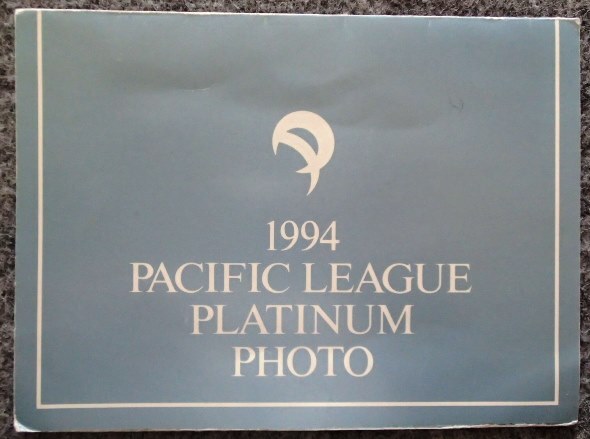 1994
PACIFIC LEAGUE
PLATINUM
PHOTO